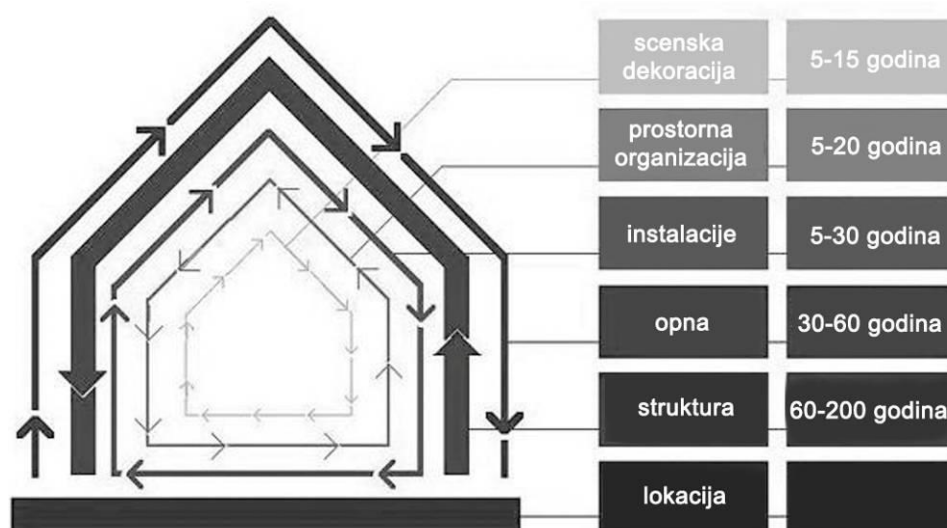 scenska
dekoracija
5-15 godina
prostorna
organizacija
5-20 godina
instalacije
5-30 godina
opna
30-60 godina
struktura
60-200 godina
lokacija